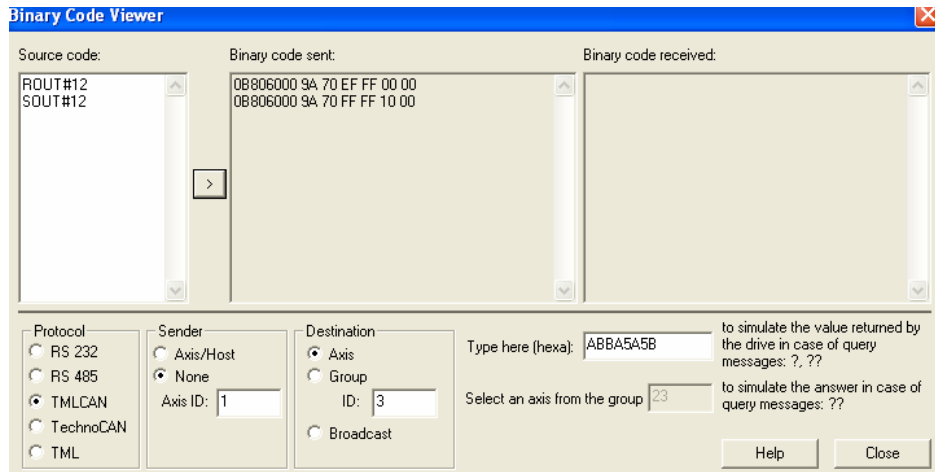 Binary Code Viewer
Source code:
Binary code sent:
Binary code received:
ROUT#12
SOUT#12
0B806000 9A 70 EF FF 00 00
0B806000 9A 70 FF FF 10 00
>
Protocol
RS 232
RS 485
TMLCAN
TechnoCAN
TML
Sender
Axis/Host
None
Axis ID: 1
Destination
Axis
Group
ID: 3
Broadcast
Type here (hexa): ABBA5A5B
to simulate the value returned by
the drive in case of query
messages: ?, ??
Select an axis from the group 23
to simulate the answer in case of
query messages: ??
Help
Close